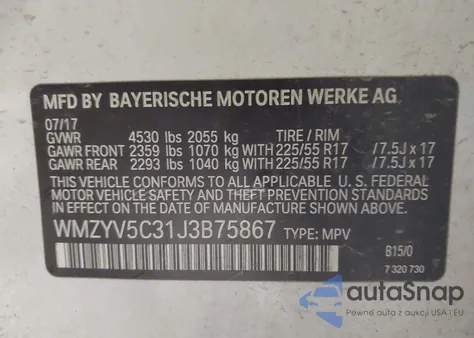 MFD BY BAYERISCHE MOTOREN WERKE AG
07/17
GVWR 4530 lbs 2055 kg TIRE / RIM
GAWR FRONT 2359 lbs 1070 kg WITH 225/55 R17 /7.5J x 17
GAWR REAR 2293 lbs 1040 kg WITH 225/55 R17 /7.5J x 17
THIS VEHICLE CONFORMS TO ALL APPLICABLE U.S. FEDERAL
MOTOR VEHICLE SAFETY, BUMPER, AND THEFT PREVENTION
STANDARDS IN EFFECT ON THE DATE OF MANUFACTURE SHOWN ABOVE.
WMZYV5C31J3B75867 TYPE: MPV
B15/0
7 320 730
autoSnap
Pewne auta z aukcji USA i EU